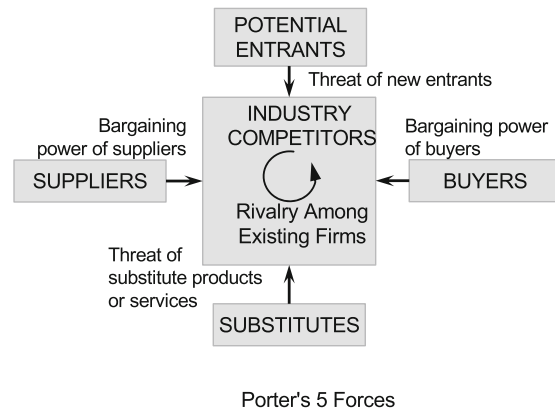 POTENTIAL
ENTRANTS
Threat of new entrants
INDUSTRY
COMPETITORS
Bargaining
power of suppliers
Bargaining power
of buyers
SUPPLIERS
BUYERS
Rivalry Among
Existing Firms
Threat of
substitute products
or services
SUBSTITUTES
Porter's 5 Forces